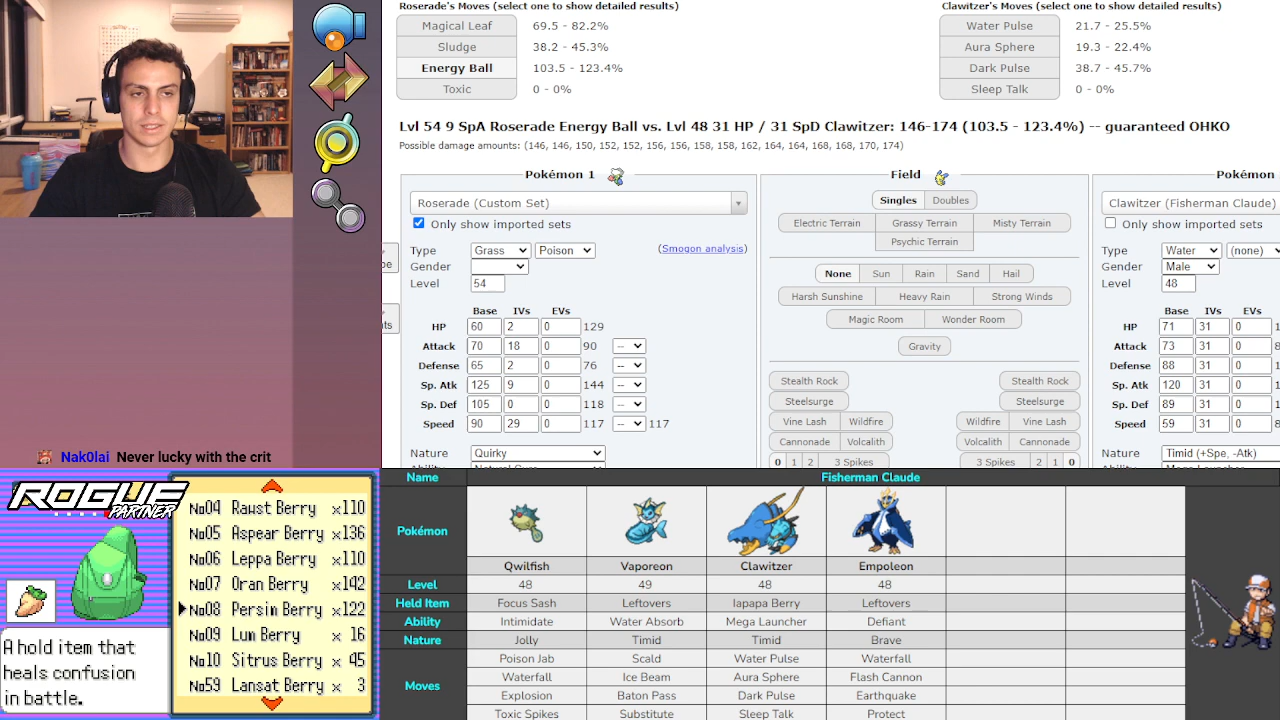 Roserade's Moves (select one to show detailed results)
Magical Leaf 69.5 - 82.2%
Sludge 38.2 - 45.3%
Energy Ball 103.5 - 123.4%
Toxic 0 - 0%
Clawitzer's Moves (select one to show detailed results)
Water Pulse 21.7 - 25.5%
Aura Sphere 19.3 - 22.4%
Dark Pulse 38.7 - 45.7%
Sleep Talk 0 - 0%
Lvl 54 9 SpA Roserade Energy Ball vs. Lvl 48 31 HP / 31 SpD Clawitzer: 146-174 (103.5 - 123.4%) -- guaranteed OHKO
Possible damage amounts: (146, 146, 150, 152, 152, 156, 156, 158, 158, 162, 164, 164, 168, 168, 170, 174)
Pokémon 1
Roserade (Custom Set)
Only show imported sets
Type Grass Poison (Smogon analysis)
Gender
Level 54
Base IVs EVs
HP 60 2 0 129
Attack 70 18 0 90 --
Defense 65 2 0 76 --
Sp. Atk 125 9 0 144 --
Sp. Def 105 0 0 118 --
Speed 90 29 0 117 -- 117
Nature Quirky
Field
Singles Doubles
Electric Terrain Grassy Terrain Misty Terrain
Psychic Terrain
None Sun Rain Sand Hail
Harsh Sunshine Heavy Rain Strong Winds
Magic Room Wonder Room
Gravity
Stealth Rock Stealth Rock
Steelsurge Steelsurge
Vine Lash Wildfire Wildfire Vine Lash
Cannonade Volcalith Volcalith Cannonade
0 1 2 3 Spikes 3 Spikes 2 1 0
Pokémon
Clawitzer (Fisherman Claude)
Only show imported sets
Type Water (none)
Gender Male
Level 48
Base IVs EVs
HP 71 31 0
Attack 73 31 0
Defense 88 31 0
Sp. Atk 120 31 0
Sp. Def 89 31 0
Speed 59 31 0
Nature Timid (+Spe, -Atk)
Nak0lai Never lucky with the crit
ROGUE
PARTNER
No04 Rawst Berry x110
No05 Aspear Berry x136
No06 Leppa Berry x110
No07 Oran Berry x142
No08 Persim Berry x122
No09 Lum Berry x 16
No10 Sitrus Berry x 45
No59 Lansat Berry x 3
A hold item that
heals confusion
in battle.
Name Fisherman Claude
Pokémon
Qwilfish Vaporeon Clawitzer Empoleon
Level 48 49 48 48
Held Item Focus Sash Leftovers Iapapa Berry Leftovers
Ability Intimidate Water Absorb Mega Launcher Defiant
Nature Jolly Timid Timid Brave
Moves
Poison Jab Scald Water Pulse Waterfall
Waterfall Ice Beam Aura Sphere Flash Cannon
Explosion Baton Pass Dark Pulse Earthquake
Toxic Spikes Substitute Sleep Talk Protect